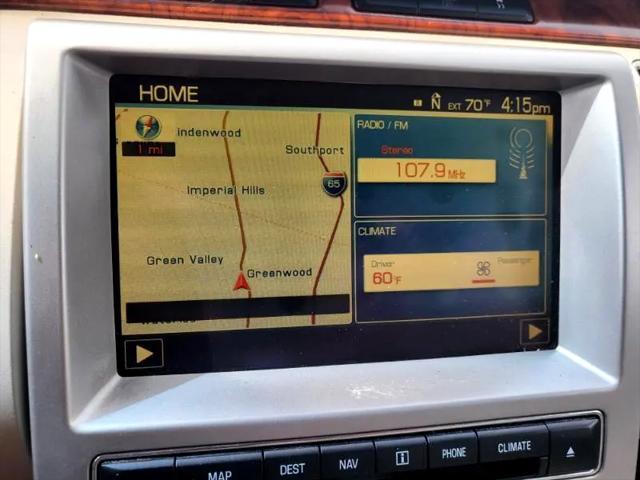 HOME
N EXT 70°F 4:15pm
indenwood
1 mi
Southport
65
Imperial Hills
Green Valley
Greenwood
RADIO / FM
Stereo
107.9 MHz
CLIMATE
Driver
Passenger
60°F
MAP DEST NAV i PHONE CLIMATE